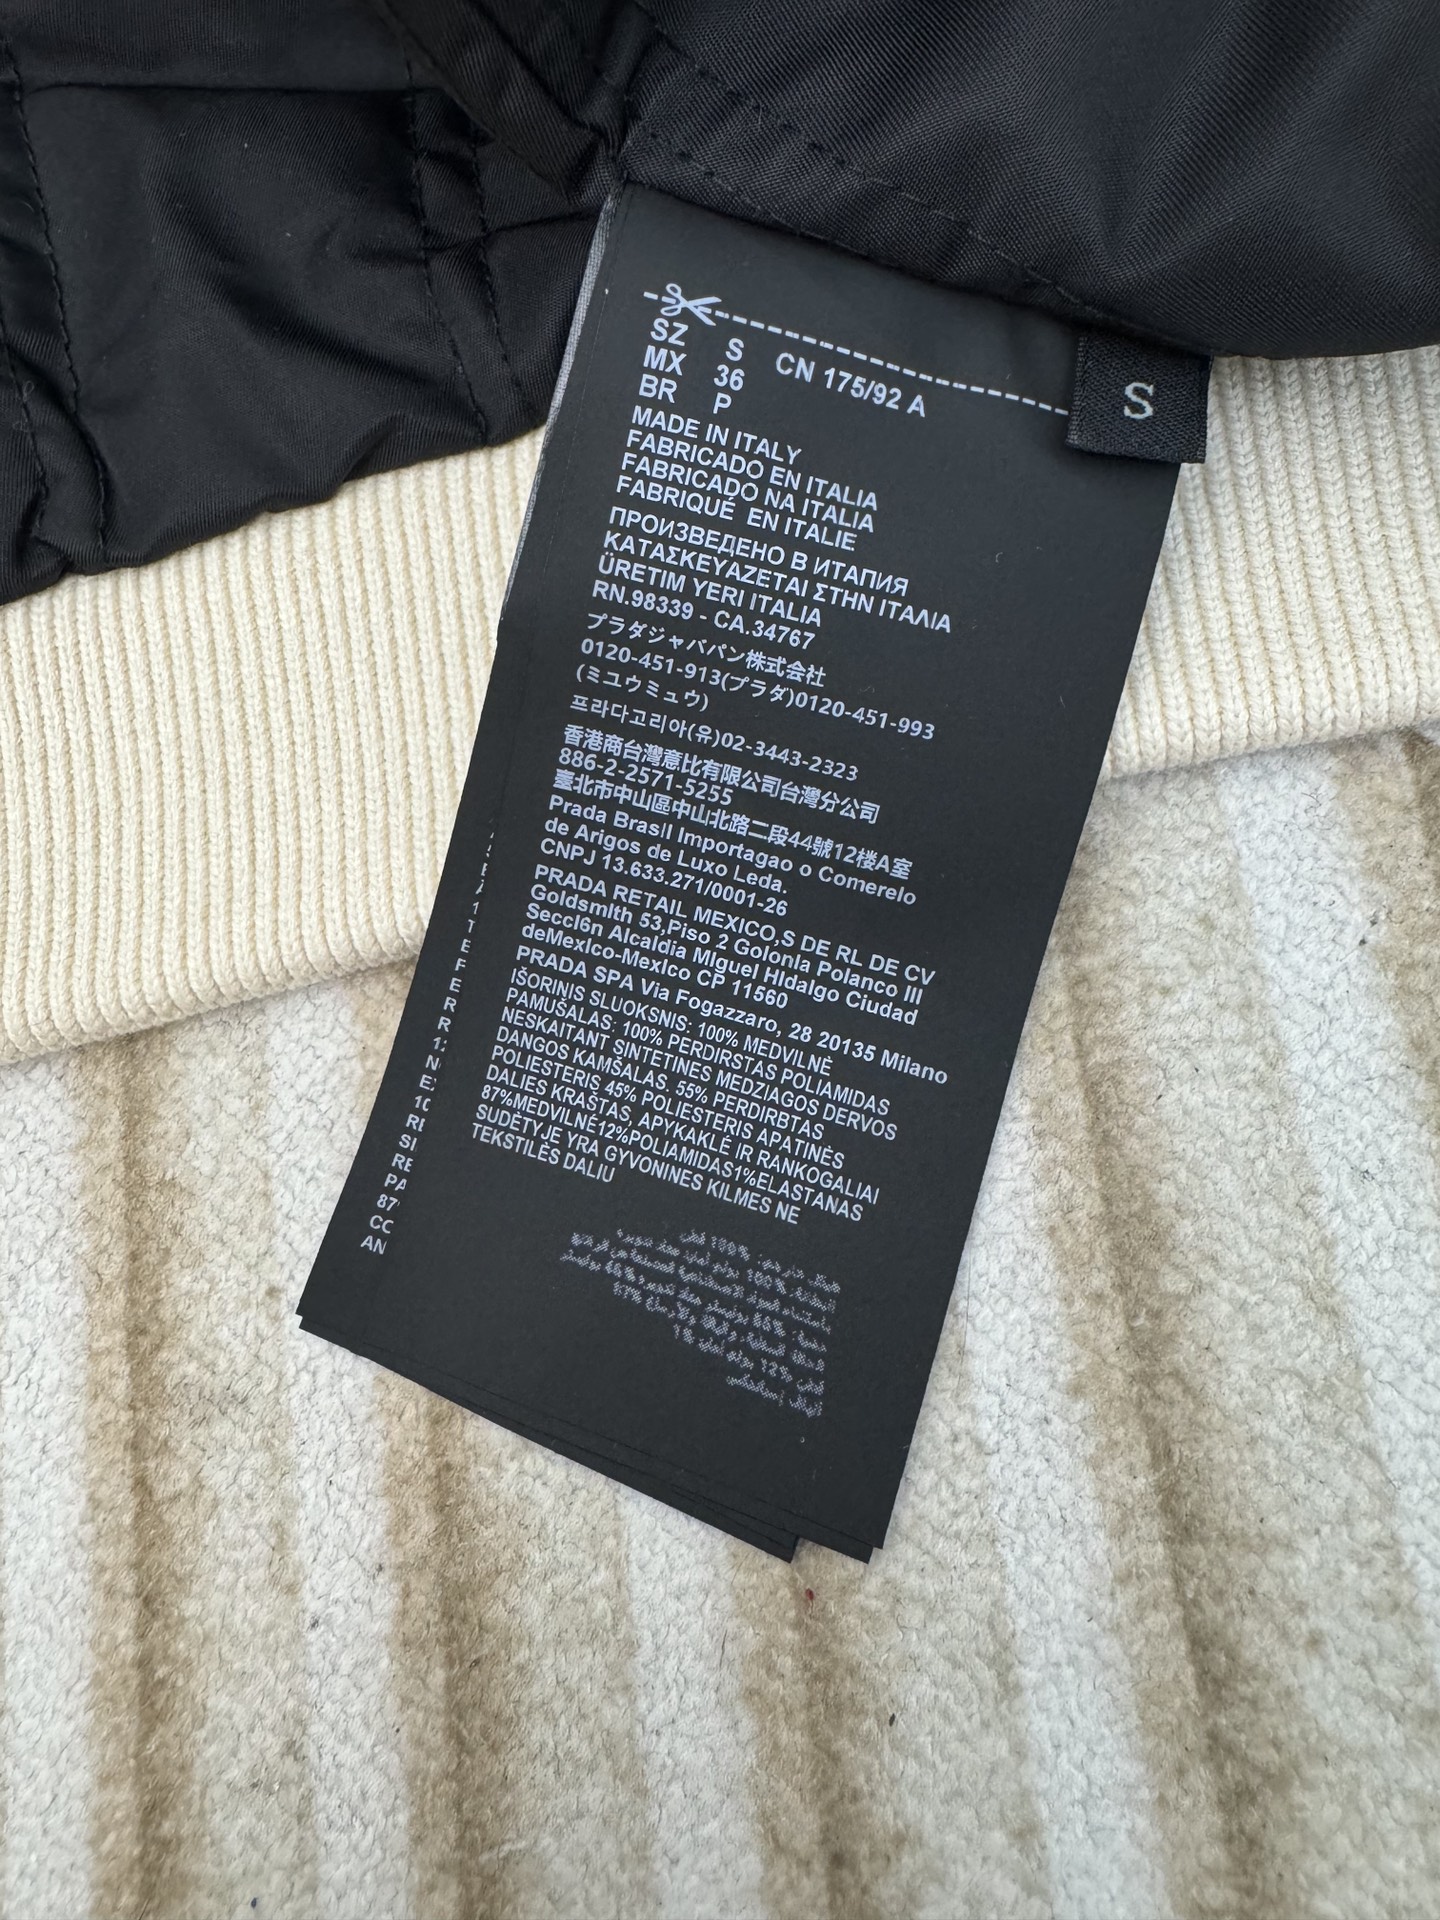 SZ S CN 175/92 A
MX 36
BR P
S
MADE IN ITALY
FABRICADO EN ITALIA
FABRICADO NA ITALIA
FABRIQUÉ EN ITALIE
ПРОИЗВЕДЕНО В ИТАПИЯ
ΚΑΤΑΣΚΕΥΑΖΕΤΑΙ ΣΤΗΝ ΙΤΑΛΙΑ
ÜRETIM YERI ITALIA
RN.98339 - CA.34767
プラダジャパパン株式会社
0120-451-913(プラダ)0120-451-993
(ミユウミュウ)
프라다고리아(유)02-3443-2323
香港商台灣意比有限公司台灣分公司
886-2-2571-5255
臺北市中山區中山北路二段44號12楼A室
Prada BrasIl Importagao o Comerelo
de Arigos de Luxo Leda.
CNPJ 13.633.271/0001-26
PRADA RETAIL MEXICO,S DE RL DE CV
Goldsmlth 53,Piso 2 Golonla Polanco III
SeccI6n Alcaldia MIguel HIdalgo Ciudad
deMexIco-MexIco CP 11560
PRADA SPA Via Fogazzaro, 28 20135 Milano
IŠORINIS SLUOKSNIS: 100% MEDVILNĖ
PAMUŠALAS: 100% PERDIRSTAS POLIAMIDAS
NESKAITANT SINTETINES MEDZIAGOS DERVOS
DANGOS KAMŠALAS. 55% PERDIRBTAS
POLIESTERIS 45% POLIESTERIS APATINĖS
DALIES KRAŠTAS, APYKAKLĖ IR RANKOGALIAI
87%MEDVILNĖ12%POLIAMIDAS1%ELASTANAS
SUDĖTYJE YRA GYVONINES KILMES NE
TEKSTILĖS DALIU